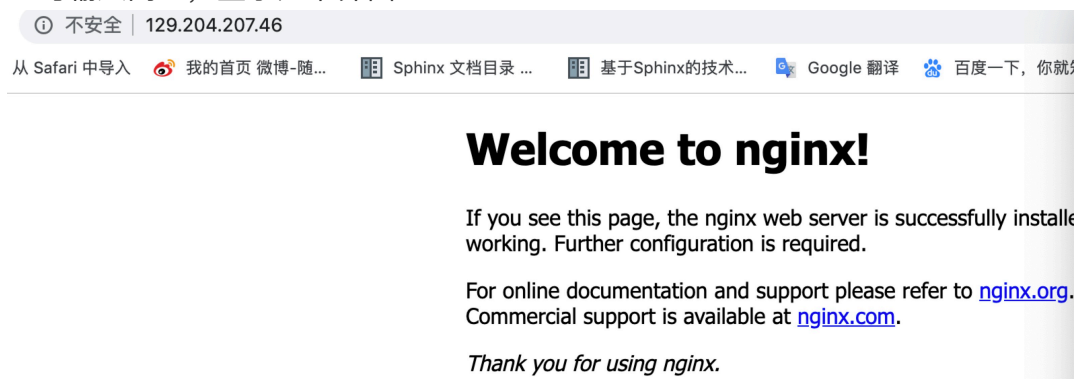 不安全 129.204.207.46
从 Safari 中导入 我的首页 微博-随... Sphinx 文档目录 ... 基于Sphinx的技术... Google 翻译 百度一下，你就
Welcome to nginx!
If you see this page, the nginx web server is successfully
working. Further configuration is required.
For online documentation and support please refer to nginx.org.
Commercial support is available at nginx.com.
Thank you for using nginx.